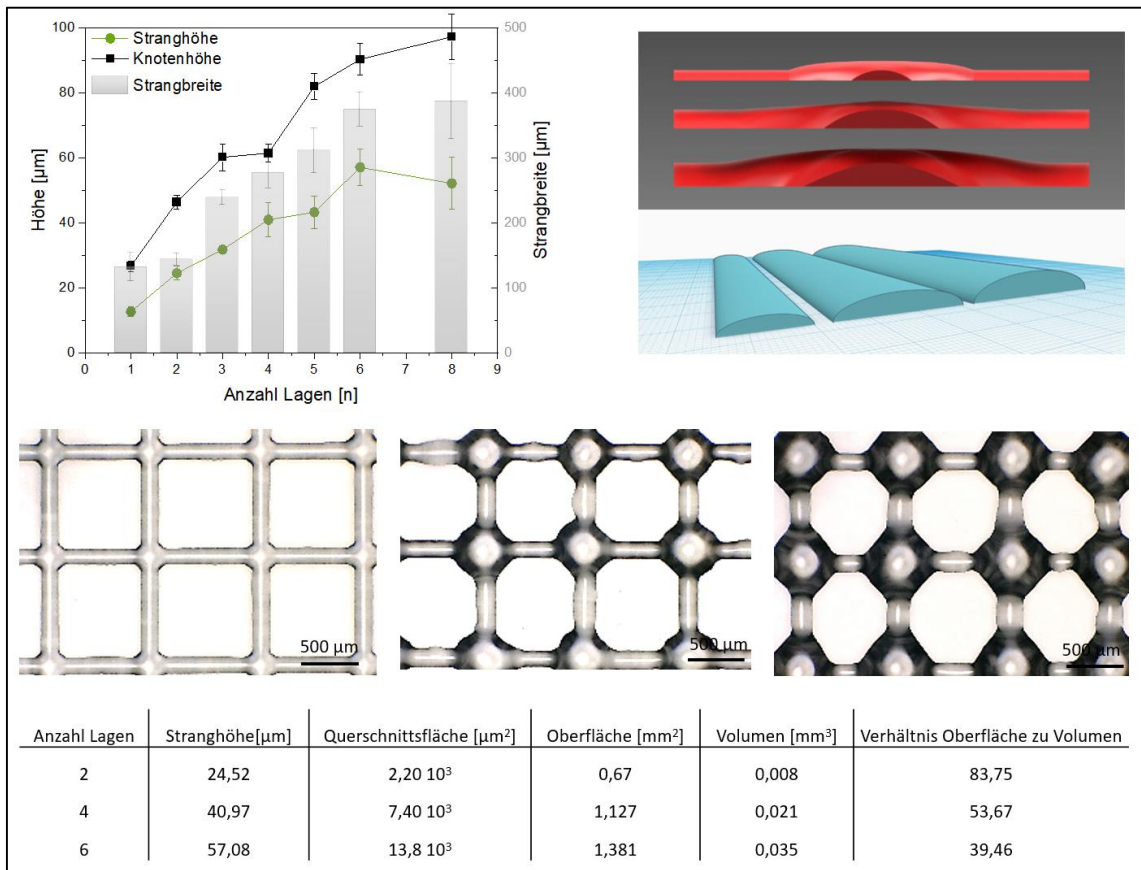 100
80
60
40
20
0
Höhe [µm]
Stranghöhe
Knotenhöhe
Strangbreite
500
400
300
200
100
0
Strangbreite [µm]
0 1 2 3 4 5 6 7 8 9
Anzahl Lagen [n]
500 µm
500 µm
500 µm
Anzahl Lagen Stranghöhe[µm] Querschnittsfläche [µm²] Oberfläche [mm²] Volumen [mm³] Verhältnis Oberfläche zu Volumen
2 24,52 2,20 10³ 0,67 0,008 83,75
4 40,97 7,40 10³ 1,127 0,021 53,67
6 57,08 13,8 10³ 1,381 0,035 39,46